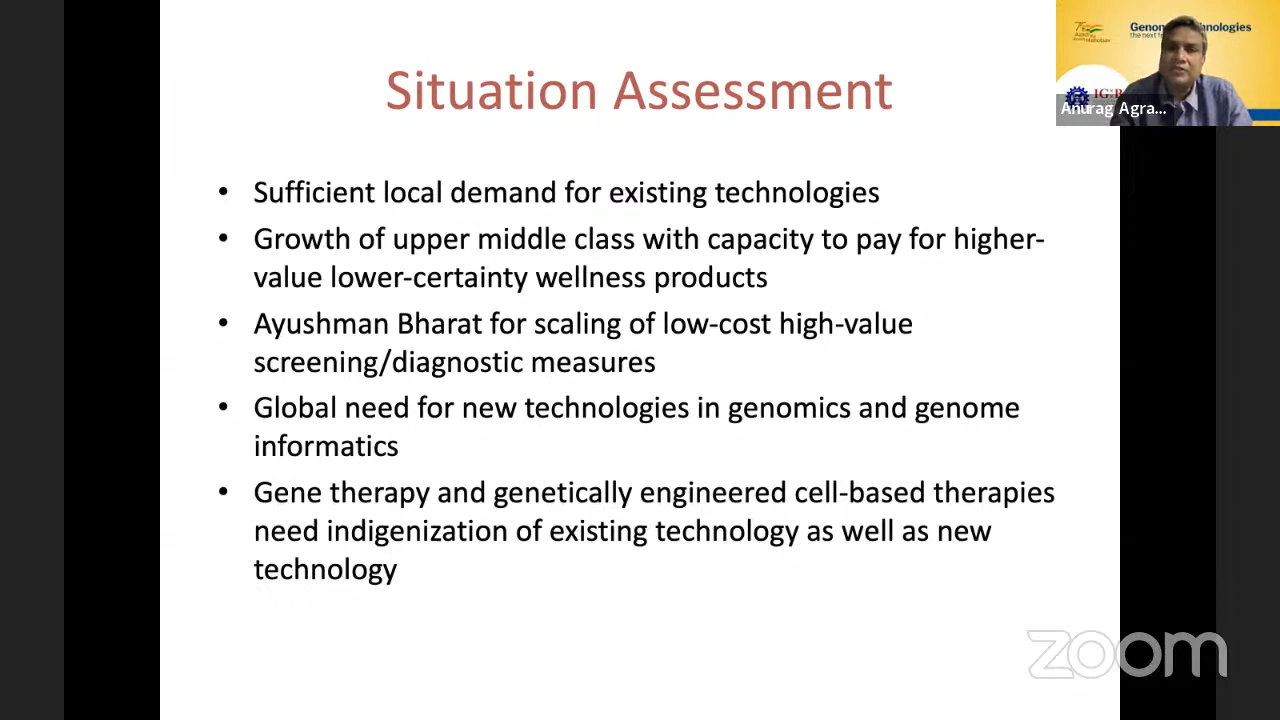 Situation Assessment
• Sufficient local demand for existing technologies
• Growth of upper middle class with capacity to pay for higher-
value lower-certainty wellness products
• Ayushman Bharat for scaling of low-cost high-value
screening/diagnostic measures
• Global need for new technologies in genomics and genome
informatics
• Gene therapy and genetically engineered cell-based therapies
need indigenization of existing technology as well as new
technology
Anurag Agra...
zoom